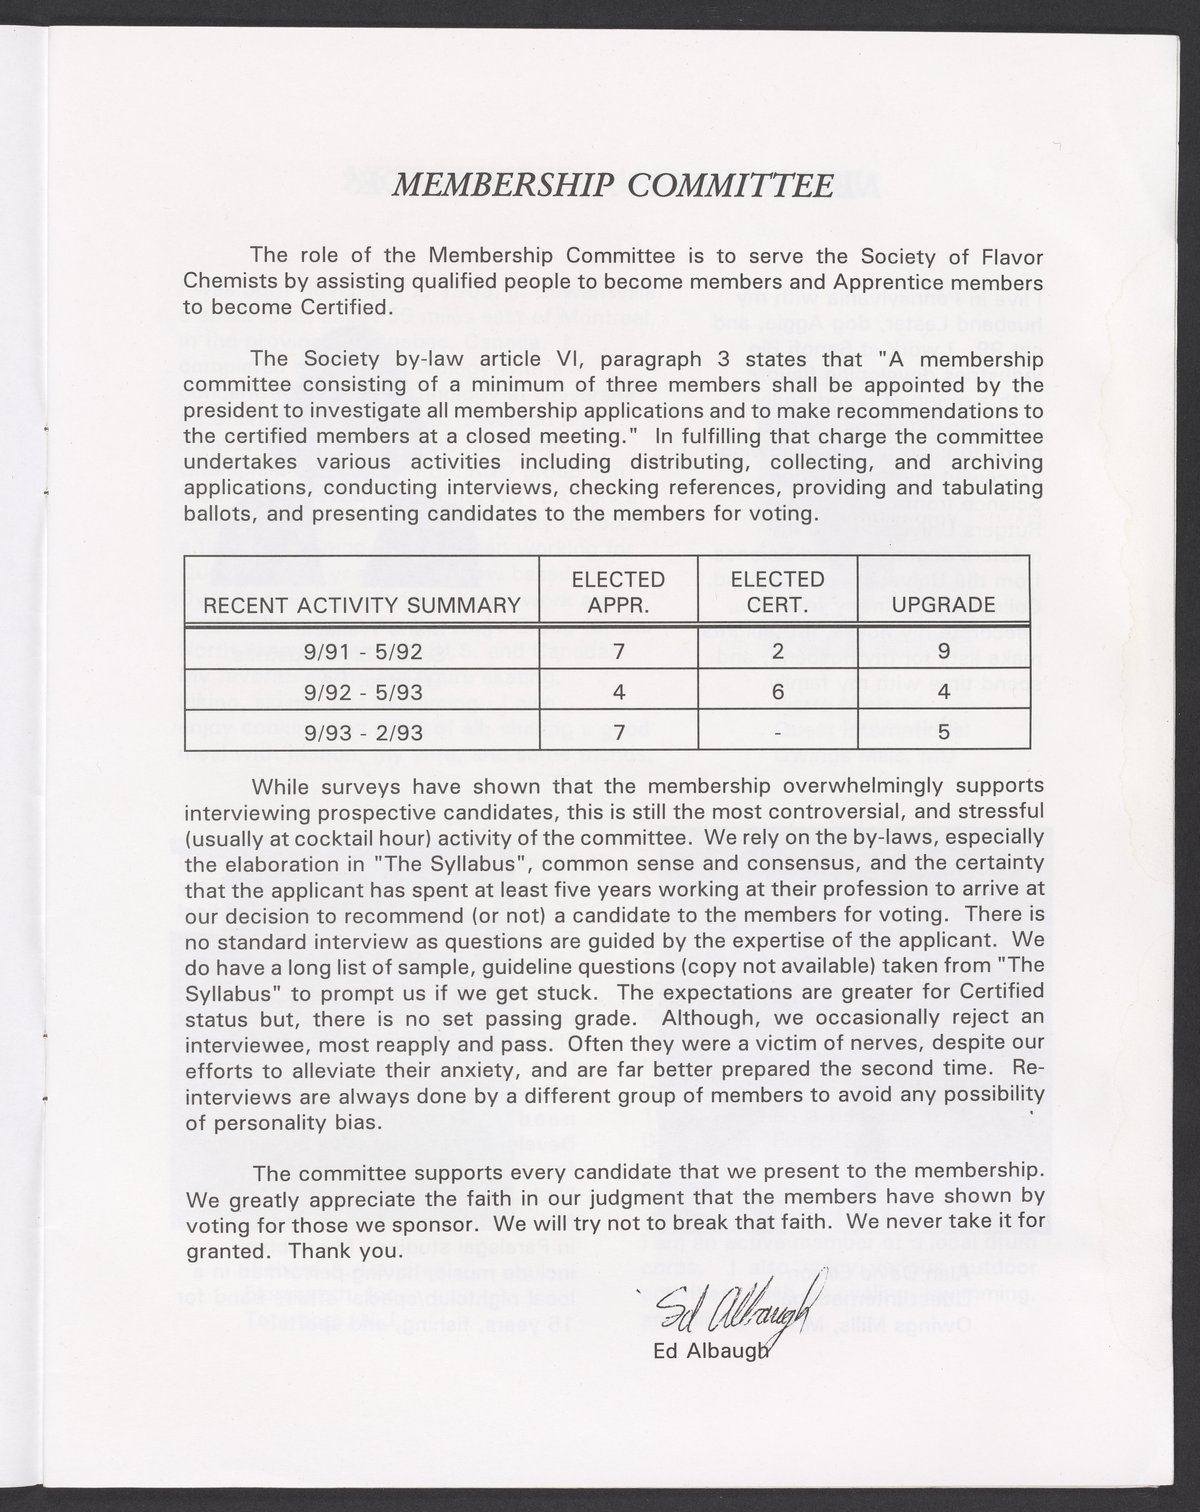 MEMBERSHIP COMMITTEE
The role of the Membership Committee is to serve the Society of Flavor
Chemists by assisting qualified people to become members and Apprentice members
to become Certified.
The Society by-law article VI, paragraph 3 states that "A membership
committee consisting of a minimum of three members shall be appointed by the
president to investigate all membership applications and to make recommendations to
the certified members at a closed meeting." In fulfilling that charge the committee
undertakes various activities including distributing, collecting, and archiving
applications, conducting interviews, checking references, providing and tabulating
ballots, and presenting candidates to the members for voting.
RECENT ACTIVITY SUMMARY ELECTED APPR. ELECTED CERT. UPGRADE
9/91 - 5/92 7 2 9
9/92 - 5/93 4 6 4
9/93 - 2/93 7 - 5
While surveys have shown that the membership overwhelmingly supports
interviewing prospective candidates, this is still the most controversial, and stressful
(usually at cocktail hour) activity of the committee. We rely on the by-laws, especially
the elaboration in "The Syllabus", common sense and consensus, and the certainty
that the applicant has spent at least five years working at their profession to arrive at
our decision to recommend (or not) a candidate to the members for voting. There is
no standard interview as questions are guided by the expertise of the applicant. We
do have a long list of sample, guideline questions (copy not available) taken from "The
Syllabus" to prompt us if we get stuck. The expectations are greater for Certified
status but, there is no set passing grade. Although, we occasionally reject an
interviewee, most reapply and pass. Often they were a victim of nerves, despite our
efforts to alleviate their anxiety, and are far better prepared the second time. Re-
interviews are always done by a different group of members to avoid any possibility
of personality bias.
The committee supports every candidate that we present to the membership.
We greatly appreciate the faith in our judgment that the members have shown by
voting for those we sponsor. We will try not to break that faith. We never take it for
granted. Thank you.
Ed Albaugh
Ed Albaugh